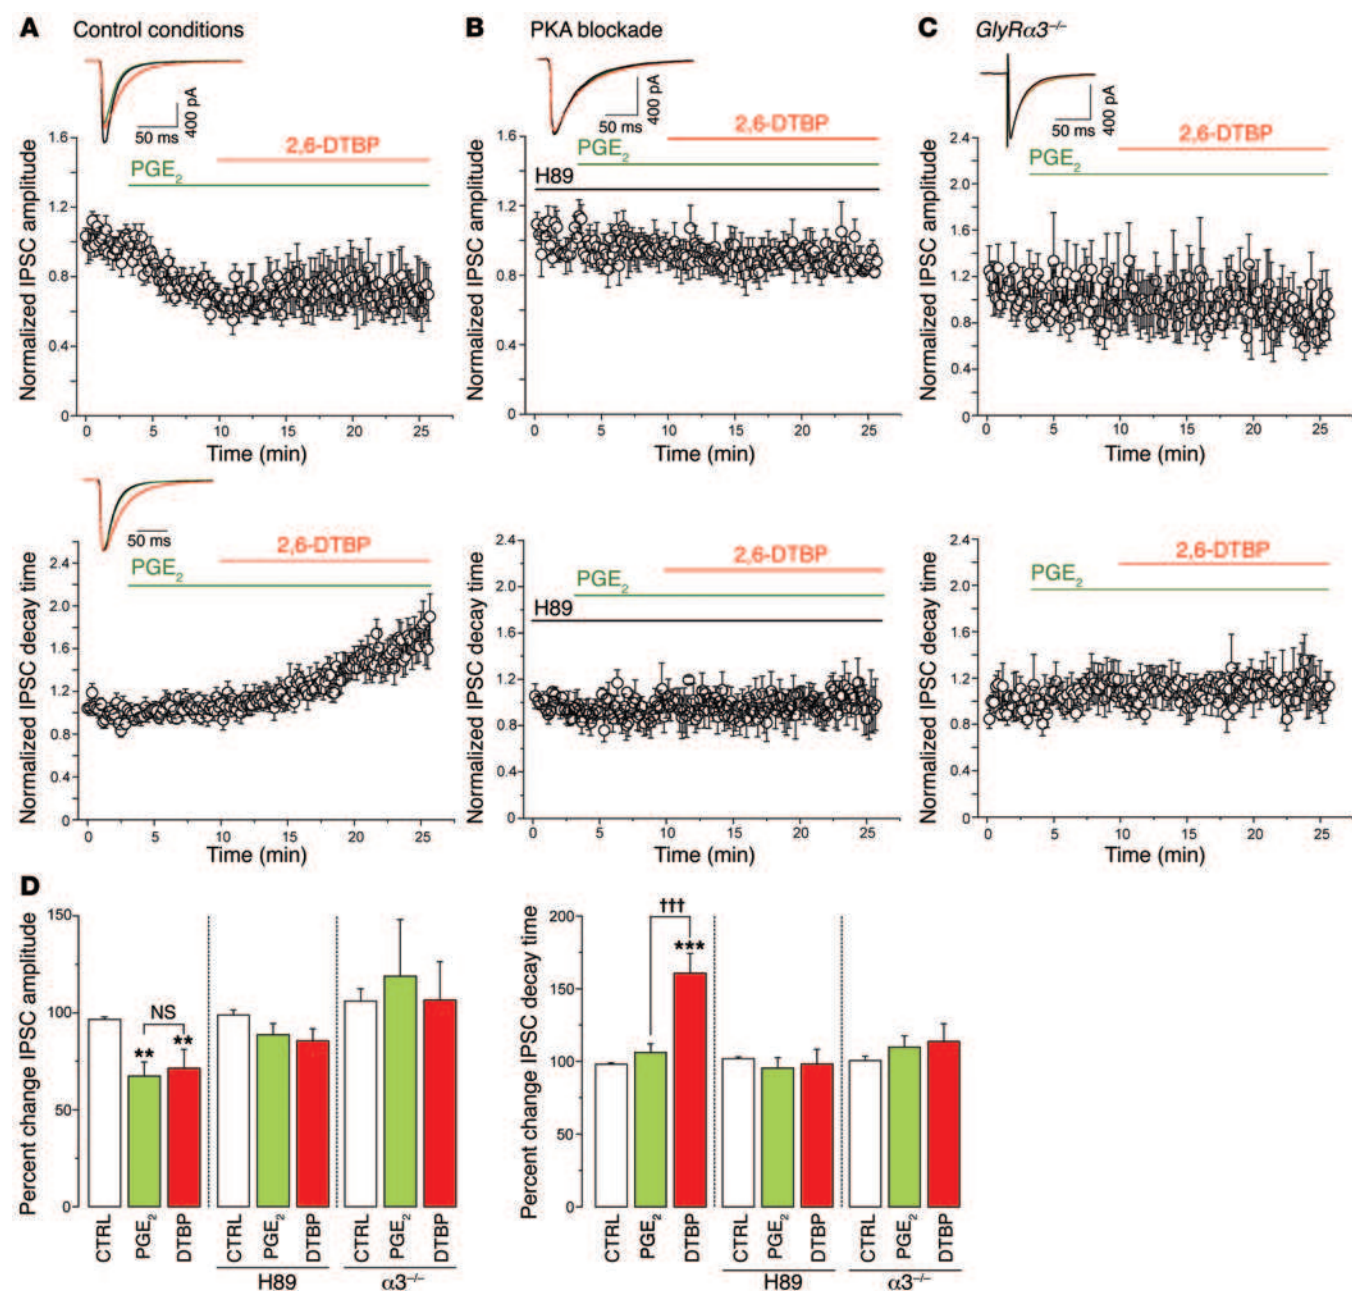 A Control conditions
B PKA blockade
C GlyRα3⁻/⁻
50 ms
400 pA
50 ms
400 pA
50 ms
400 pA
Normalized IPSC amplitude
1.6
1.2
0.8
0.4
0
2,6-DTBP
PGE₂
0 5 10 15 20 25
Time (min)
Normalized IPSC amplitude
2.0
1.6
1.2
0.8
0.4
0
2,6-DTBP
PGE₂
H89
0 5 10 15 20 25
Time (min)
Normalized IPSC amplitude
2.4
2.0
1.6
1.2
0.8
0.4
0
2,6-DTBP
PGE₂
0 5 10 15 20 25
Time (min)
50 ms
Normalized IPSC decay time
2.4
2.0
1.6
1.2
0.8
0.4
0
2,6-DTBP
PGE₂
0 5 10 15 20 25
Time (min)
Normalized IPSC decay time
2.4
2.0
1.6
1.2
0.8
0.4
0
2,6-DTBP
PGE₂
H89
0 5 10 15 20 25
Time (min)
Normalized IPSC decay time
2.4
2.0
1.6
1.2
0.8
0.4
0
2,6-DTBP
PGE₂
0 5 10 15 20 25
Time (min)
D
Percent change IPSC amplitude
150
100
50
0
NS
** **
CTRL PGE₂ DTBP CTRL PGE₂ DTBP CTRL PGE₂ DTBP
H89 α3⁻/⁻
Percent change IPSC decay time
200
150
100
50
0
†††
***
CTRL PGE₂ DTBP CTRL PGE₂ DTBP CTRL PGE₂ DTBP
H89 α3⁻/⁻